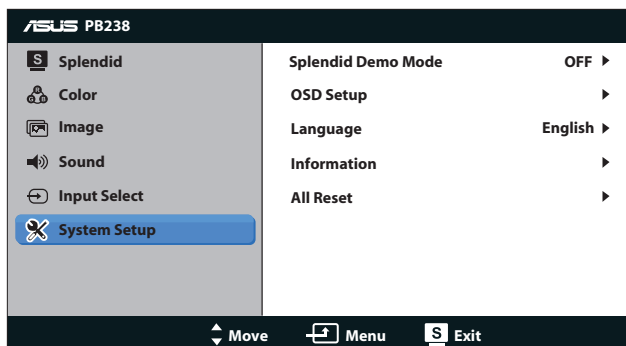 ASUS PB238
S Splendid
Splendid Demo Mode OFF
R G B Color
OSD Setup
Image
Language English
Sound
Information
Input Select
All Reset
System Setup
Move Menu S Exit